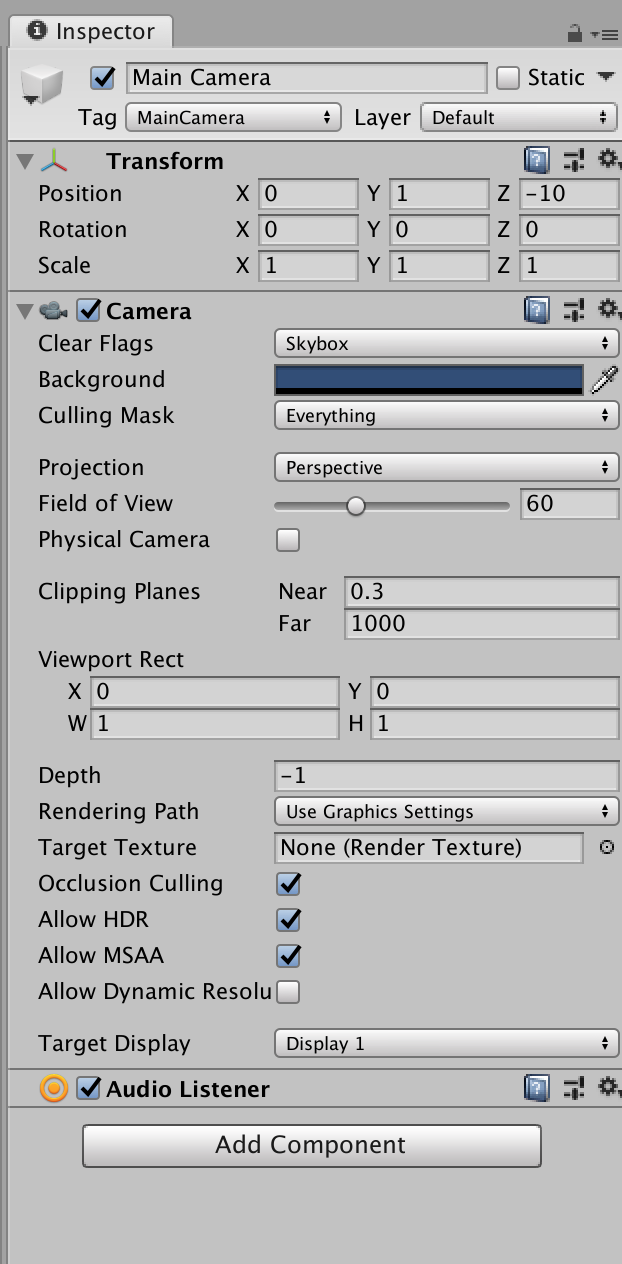 Inspector
Main Camera Static
Tag MainCamera Layer Default
Transform
Position X 0 Y 1 Z -10
Rotation X 0 Y 0 Z 0
Scale X 1 Y 1 Z 1
Camera
Clear Flags Skybox
Background
Culling Mask Everything
Projection Perspective
Field of View 60
Physical Camera
Clipping Planes Near 0.3
Far 1000
Viewport Rect
X 0 Y 0
W 1 H 1
Depth -1
Rendering Path Use Graphics Settings
Target Texture None (Render Texture)
Occlusion Culling
Allow HDR
Allow MSAA
Allow Dynamic Resolu
Target Display Display 1
Audio Listener
Add Component